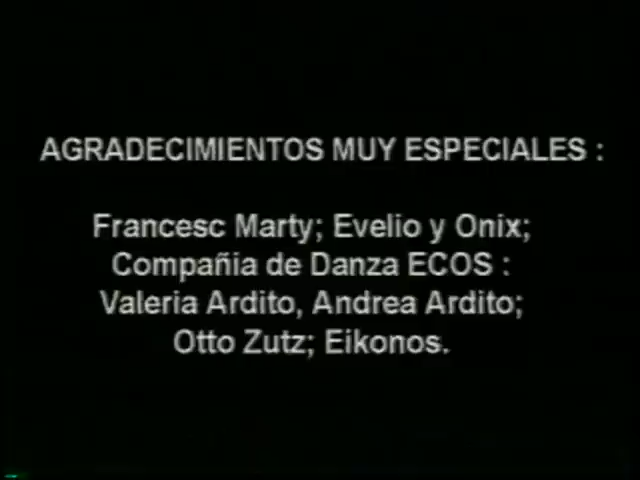 AGRADECIMIENTOS MUY ESPECIALES :
Francesc Marty; Evelio y Onix;
Compañia de Danza ECOS :
Valeria Ardito, Andrea Ardito;
Otto Zutz; Eikonos.